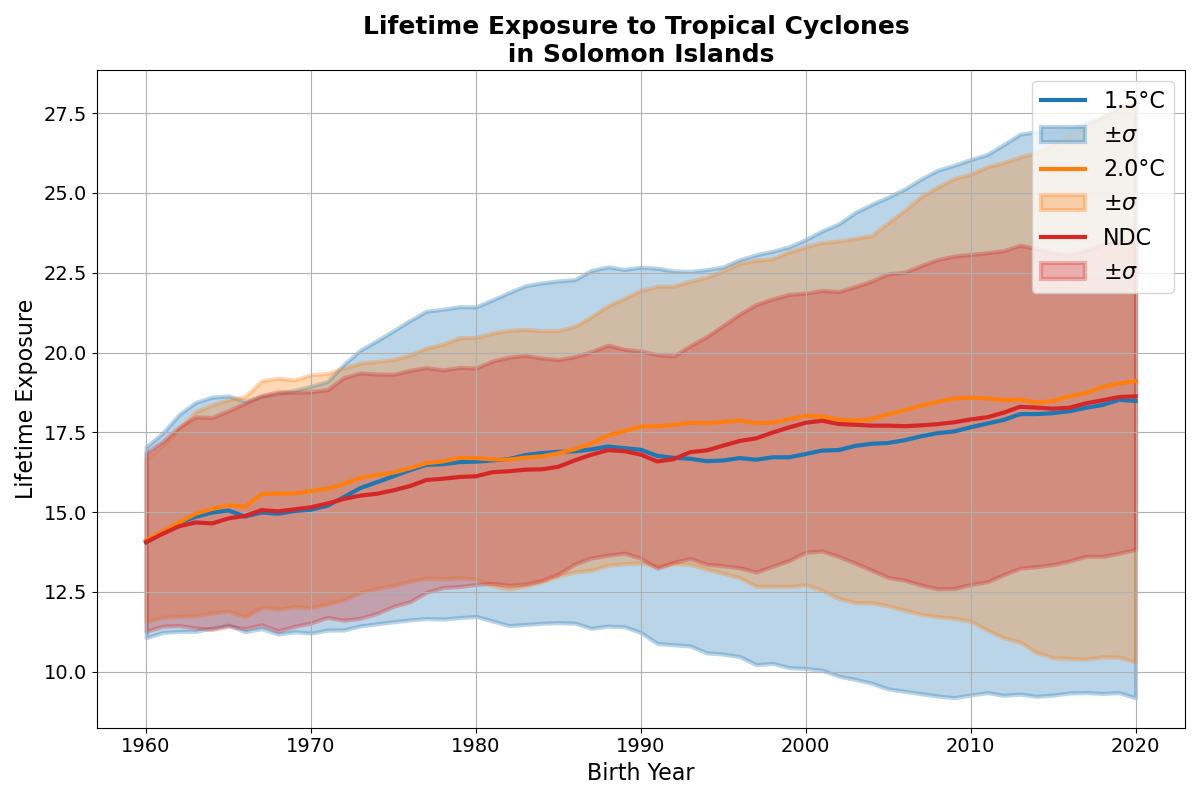 Lifetime Exposure to Tropical Cyclones
in Solomon Islands
Lifetime Exposure
27.5
25.0
22.5
20.0
17.5
15.0
12.5
10.0
1960
1970
1980
1990
2000
2010
2020
Birth Year
1.5°C
±σ
2.0°C
±σ
NDC
±σ